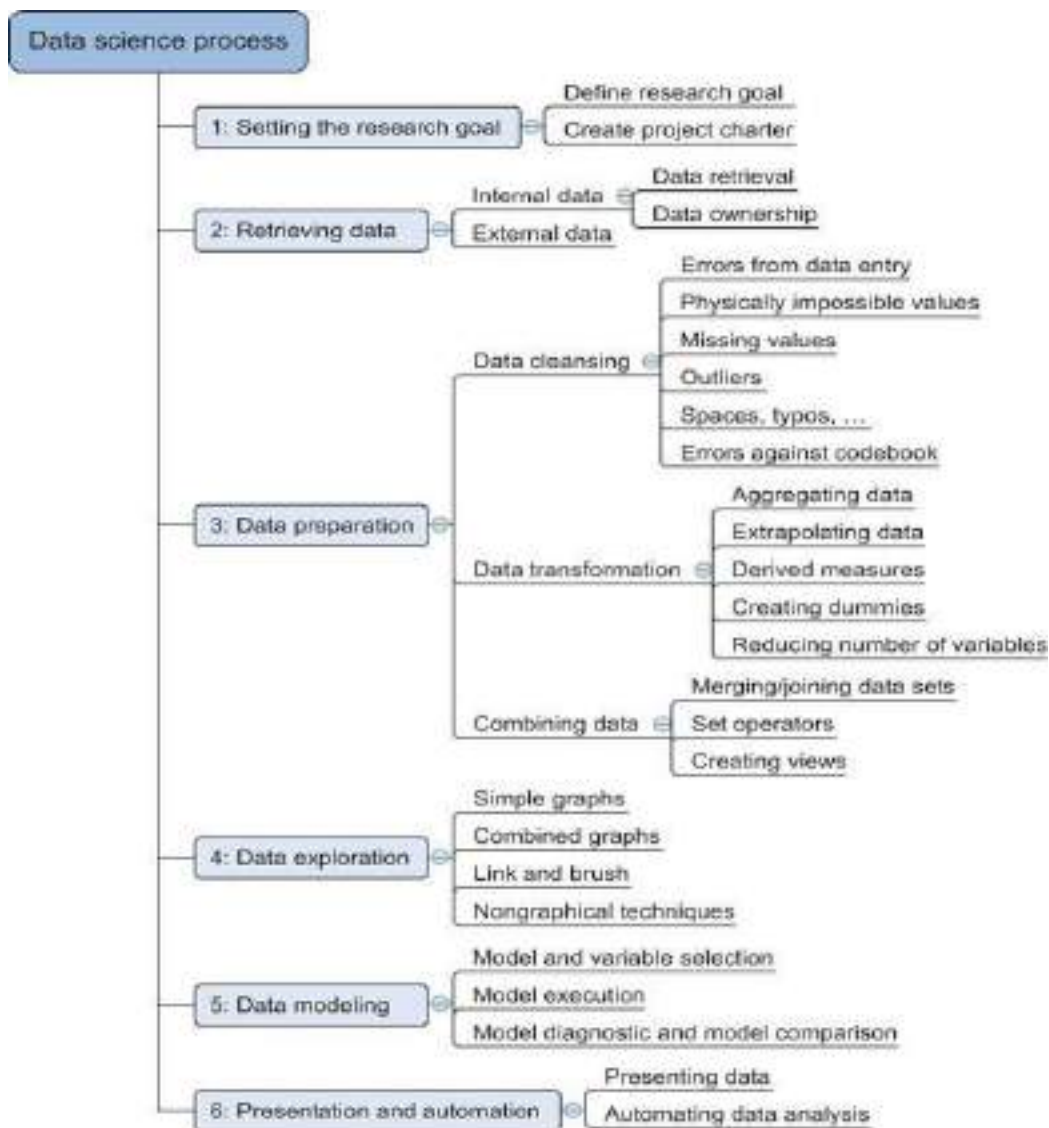 Data science process
1: Setting the research goal
Define research goal
Create project charter
2: Retrieving data
Internal data
Data retrieval
Data ownership
External data
3: Data preparation
Data cleansing
Errors from data entry
Physically impossible values
Missing values
Outliers
Spaces, typos, ...
Errors against codebook
Data transformation
Aggregating data
Extrapolating data
Derived measures
Creating dummies
Reducing number of variables
Combining data
Merging/joining data sets
Set operators
Creating views
4: Data exploration
Simple graphs
Combined graphs
Link and brush
Nongraphical techniques
5: Data modeling
Model and variable selection
Model execution
Model diagnostic and model comparison
6: Presentation and automation
Presenting data
Automating data analysis